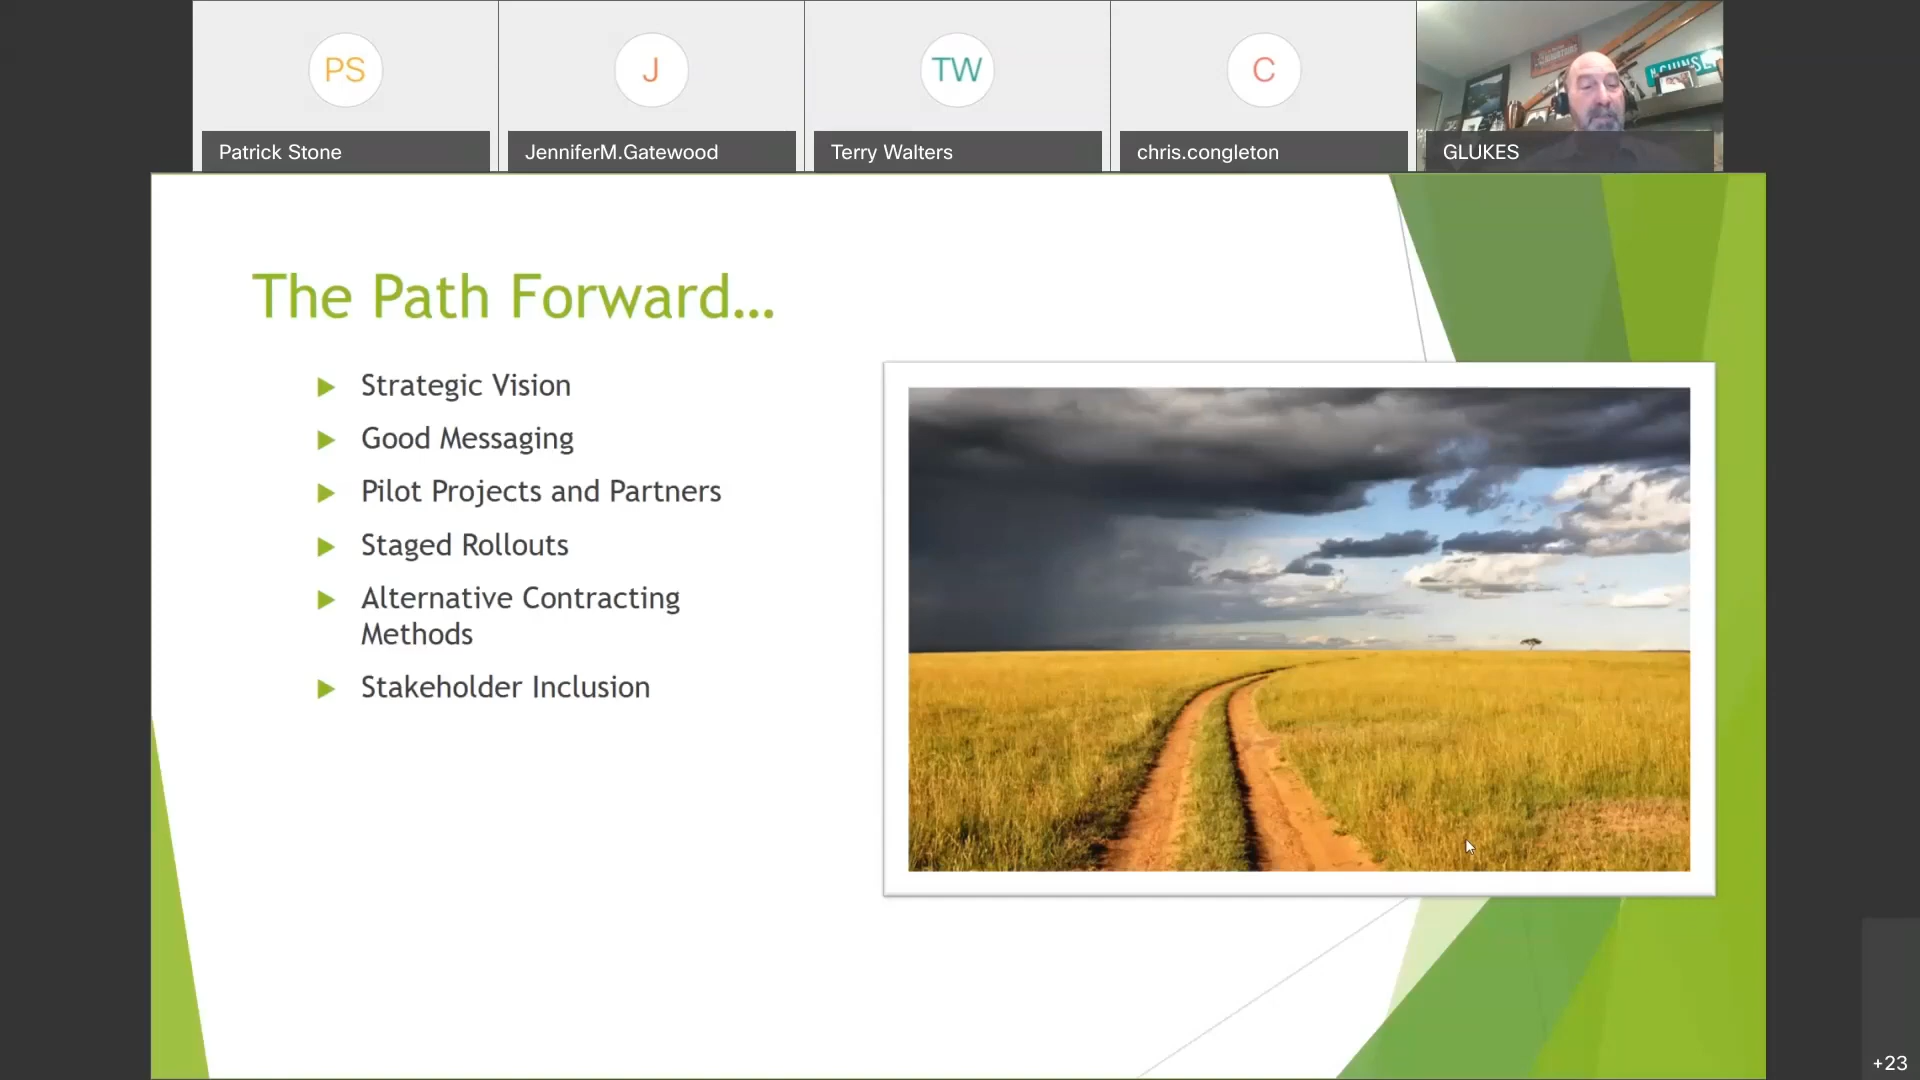 PS
J
TW
C
Patrick Stone
JenniferM.Gatewood
Terry Walters
chris.congleton
GLUKES
The Path Forward...
Strategic Vision
Good Messaging
Pilot Projects and Partners
Staged Rollouts
Alternative Contracting
Methods
Stakeholder Inclusion
+23